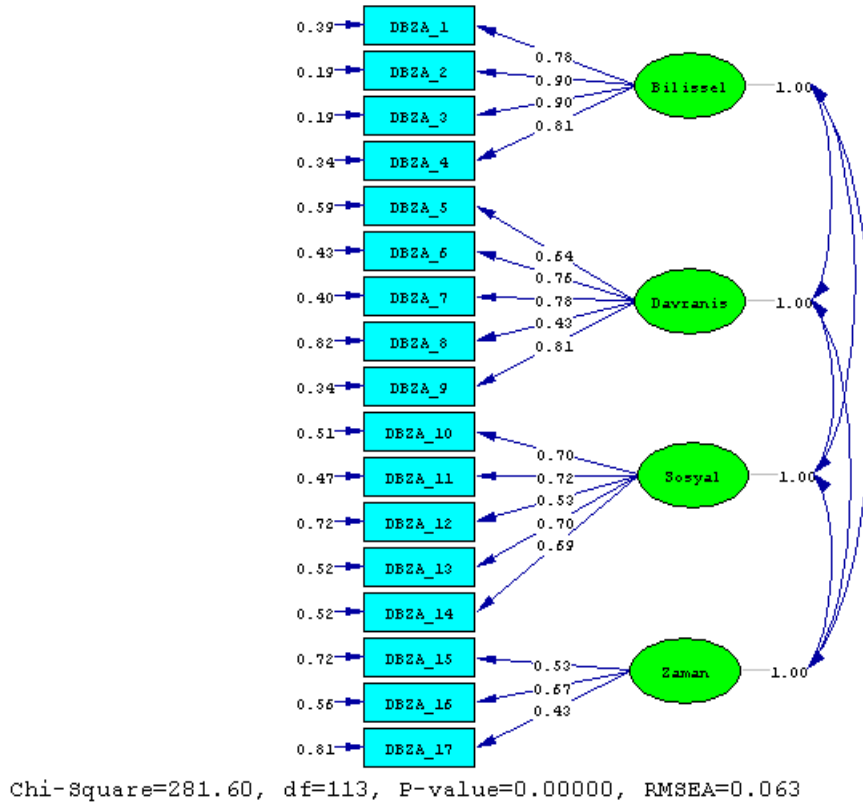 0.39 DBZA_1
0.78
0.19 DBZA_2
0.90
Bilissel 1.00
0.19 DBZA_3
0.90
0.34 DBZA_4
0.81
0.59 DBZA_5
0.64
0.43 DBZA_6
0.76
0.40 DBZA_7
0.78
Davranis 1.00
0.82 DBZA_8
0.43
0.34 DBZA_9
0.81
0.51 DBZA_10
0.70
0.47 DBZA_11
0.72
Sosyal 1.00
0.72 DBZA_12
0.53
0.52 DBZA_13
0.70
0.52 DBZA_14
0.69
0.72 DBZA_15
0.53
Zaman 1.00
0.56 DBZA_16
0.67
0.81 DBZA_17
0.43
Chi-Square=281.60, df=113, P-value=0.00000, RMSEA=0.063